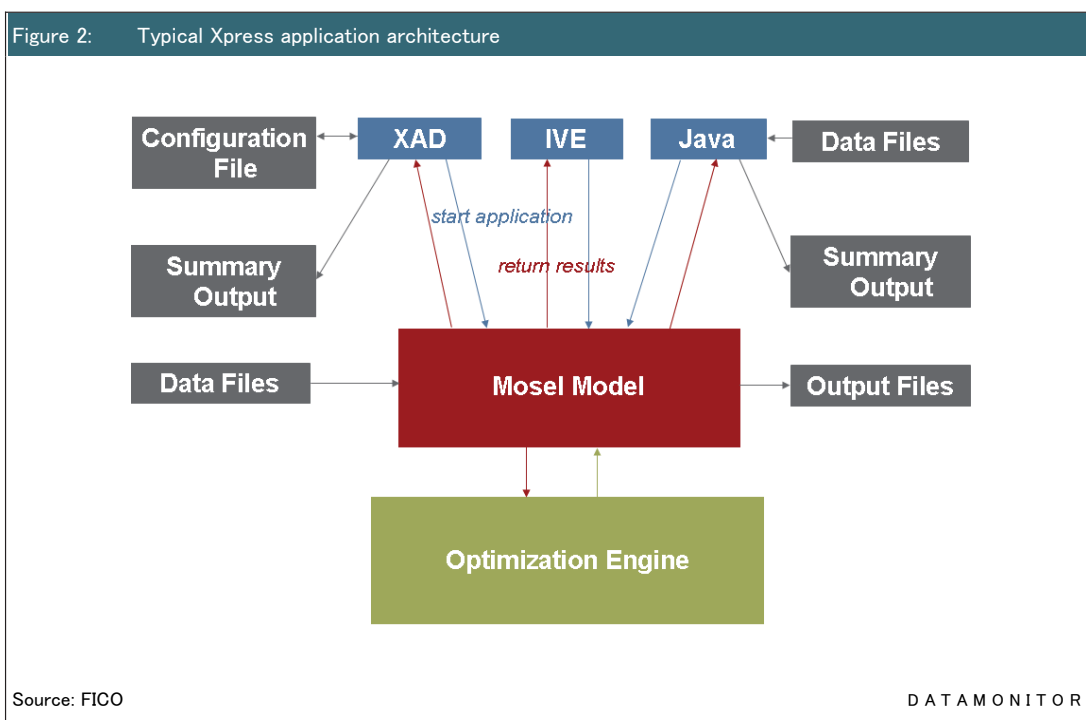 Figure 2: Typical Xpress application architecture
Configuration
File
XAD
IVE
Java
Data Files
start application
Summary
Output
return results
Summary
Output
Data Files
Mosel Model
Output Files
Optimization Engine
Source: FICO
DATAMONITOR